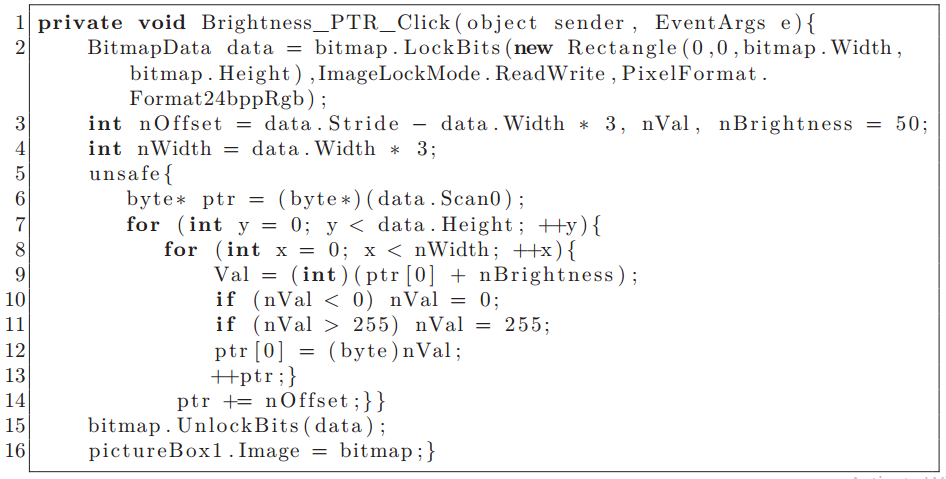 1 private void Brightness_PTR_Click(object sender, EventArgs e){
2 BitmapData data = bitmap.LockBits(new Rectangle(0,0,bitmap.Width,
bitmap.Height),ImageLockMode.ReadWrite,PixelFormat.
Format24bppRgb);
3 int nOffset = data.Stride - data.Width * 3, nVal, nBrightness = 50;
4 int nWidth = data.Width * 3;
5 unsafe{
6 byte* ptr = (byte*)(data.Scan0);
7 for (int y = 0; y < data.Height; ++y){
8 for (int x = 0; x < nWidth; ++x){
9 Val = (int)(ptr[0] + nBrightness);
10 if (nVal < 0) nVal = 0;
11 if (nVal > 255) nVal = 255;
12 ptr[0] = (byte)nVal;
13 ++ptr;}
14 ptr += nOffset;}}
15 bitmap.UnlockBits(data);
16 pictureBox1.Image = bitmap;}